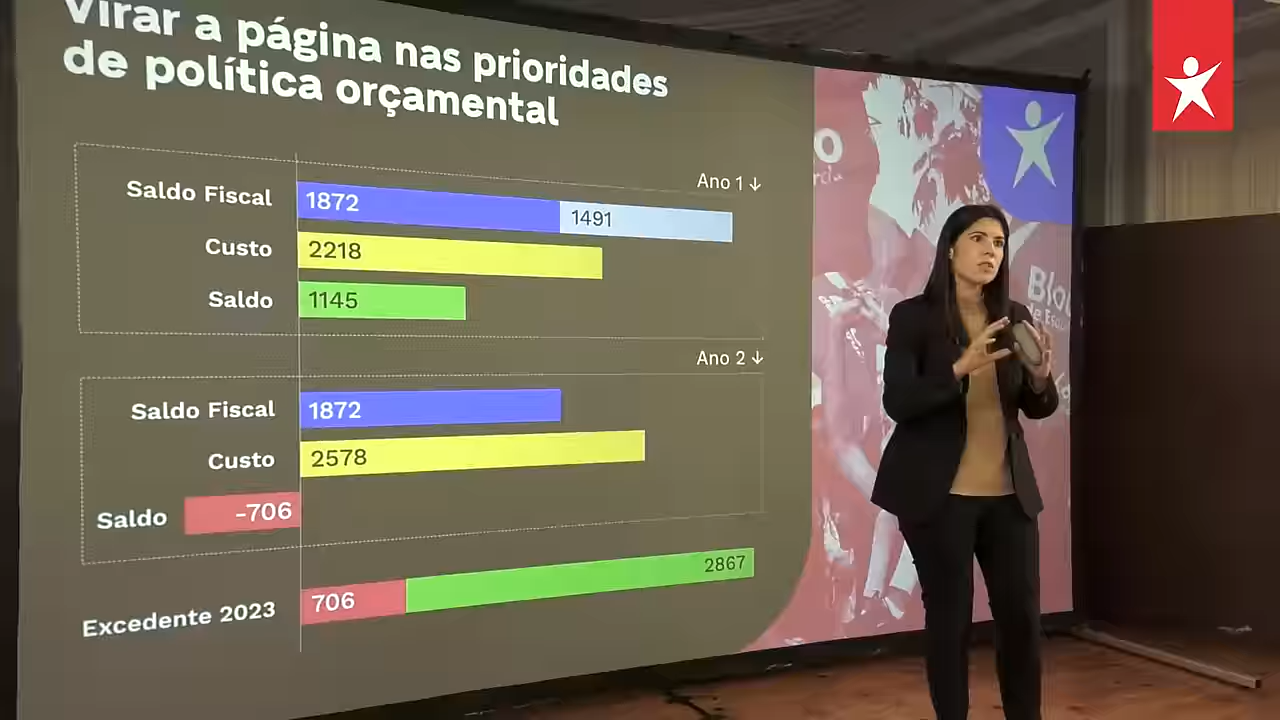 Virar a página nas prioridades
de política orçamental
Ano 1 ↓
Saldo Fiscal 1872 1491
Custo 2218
Saldo 1145
Ano 2 ↓
Saldo Fiscal 1872
Custo 2578
Saldo -706
Excedente 2023 706 2867